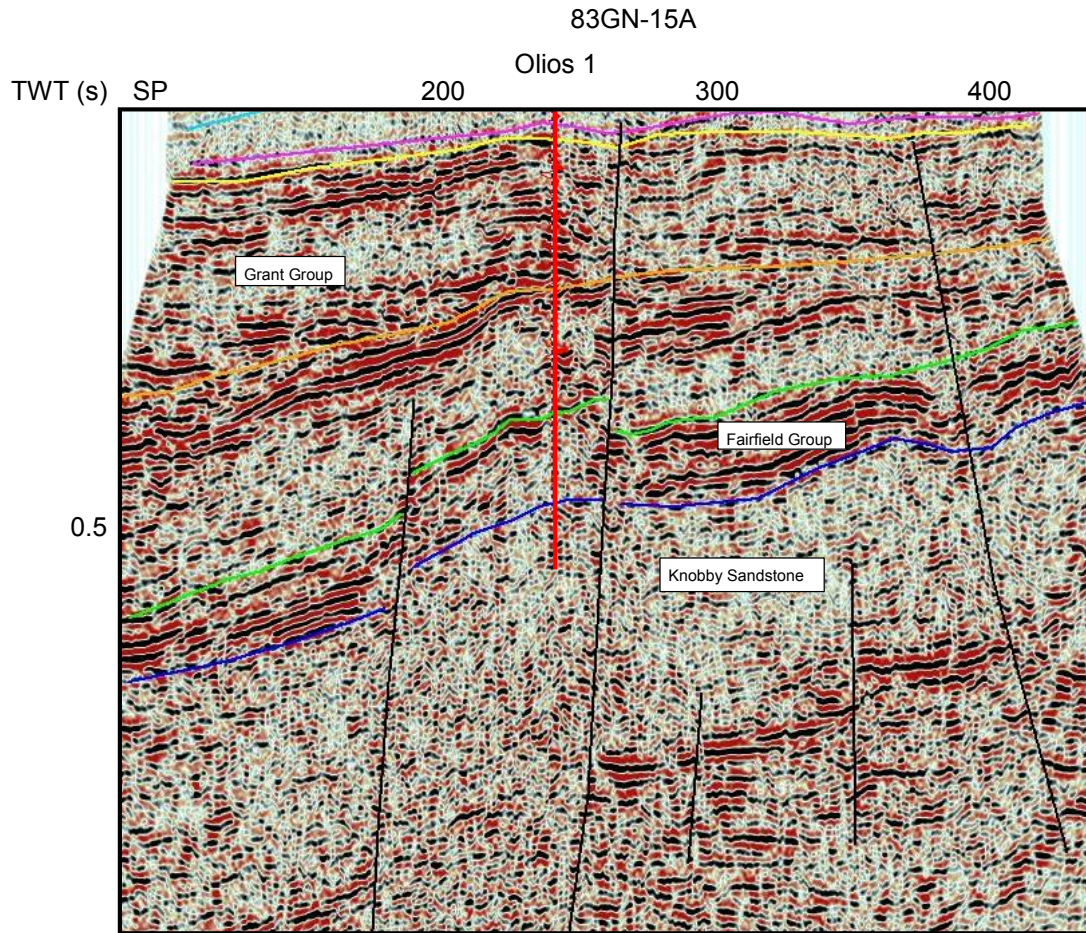 83GN-15A
Olios 1
TWT (s) SP 200 300 400
Grant Group
Fairfield Group
0.5
Knobby Sandstone